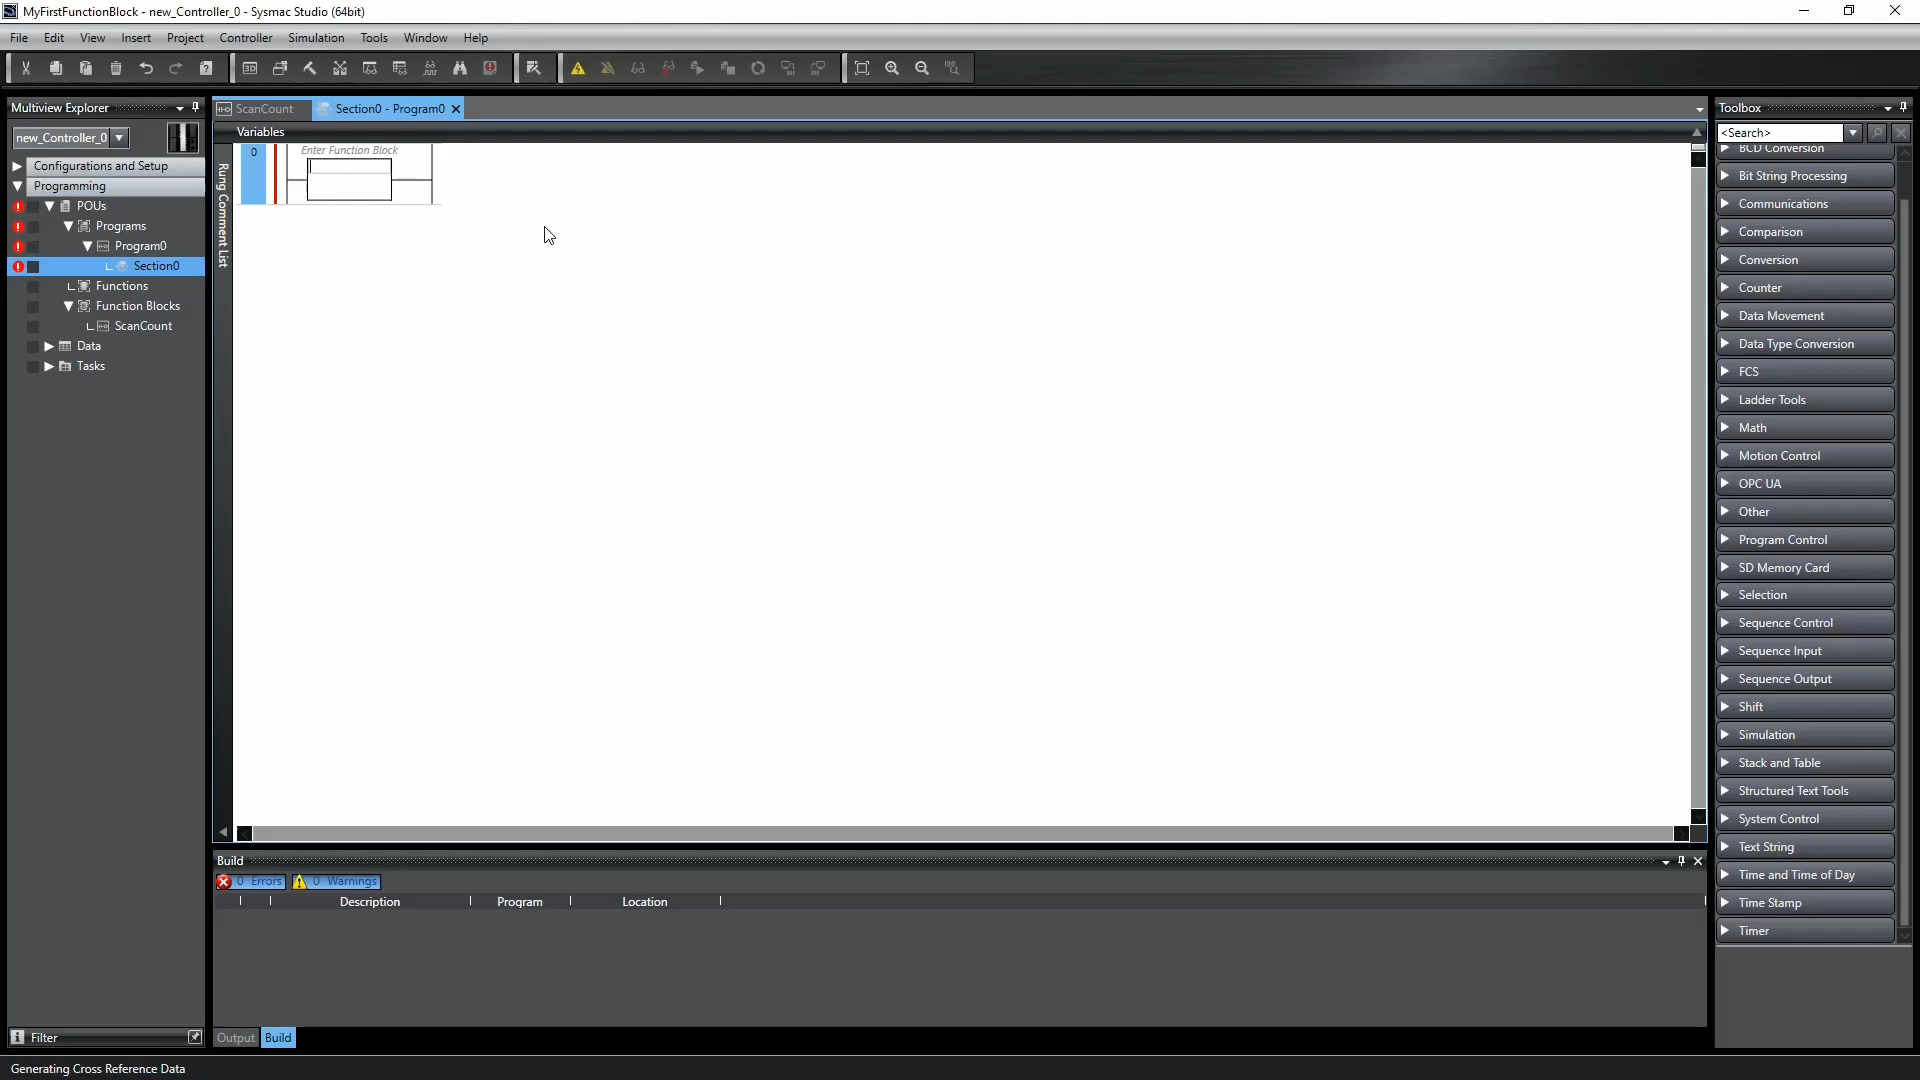 MyFirstFunctionBlock - new_Controller_0 - Sysmac Studio (64bit)
File Edit View Insert Project Controller Simulation Tools Window Help
Multiview Explorer
new_Controller_0
Configurations and Setup
Programming
POUs
Programs
Program0
Section0
Functions
Function Blocks
ScanCount
Data
Tasks
Filter
ScanCount
Section0 - Program0
Variables
Rung Comment List
0
Enter Function Block
Build
0 Errors
0 Warnings
Description Program Location
Output Build
Toolbox
<Search>
BCD Conversion
Bit String Processing
Communications
Comparison
Conversion
Counter
Data Movement
Data Type Conversion
FCS
Ladder Tools
Math
Motion Control
OPC UA
Other
Program Control
SD Memory Card
Selection
Sequence Control
Sequence Input
Sequence Output
Shift
Simulation
Stack and Table
Structured Text Tools
System Control
Text String
Time and Time of Day
Time Stamp
Timer
Generating Cross Reference Data